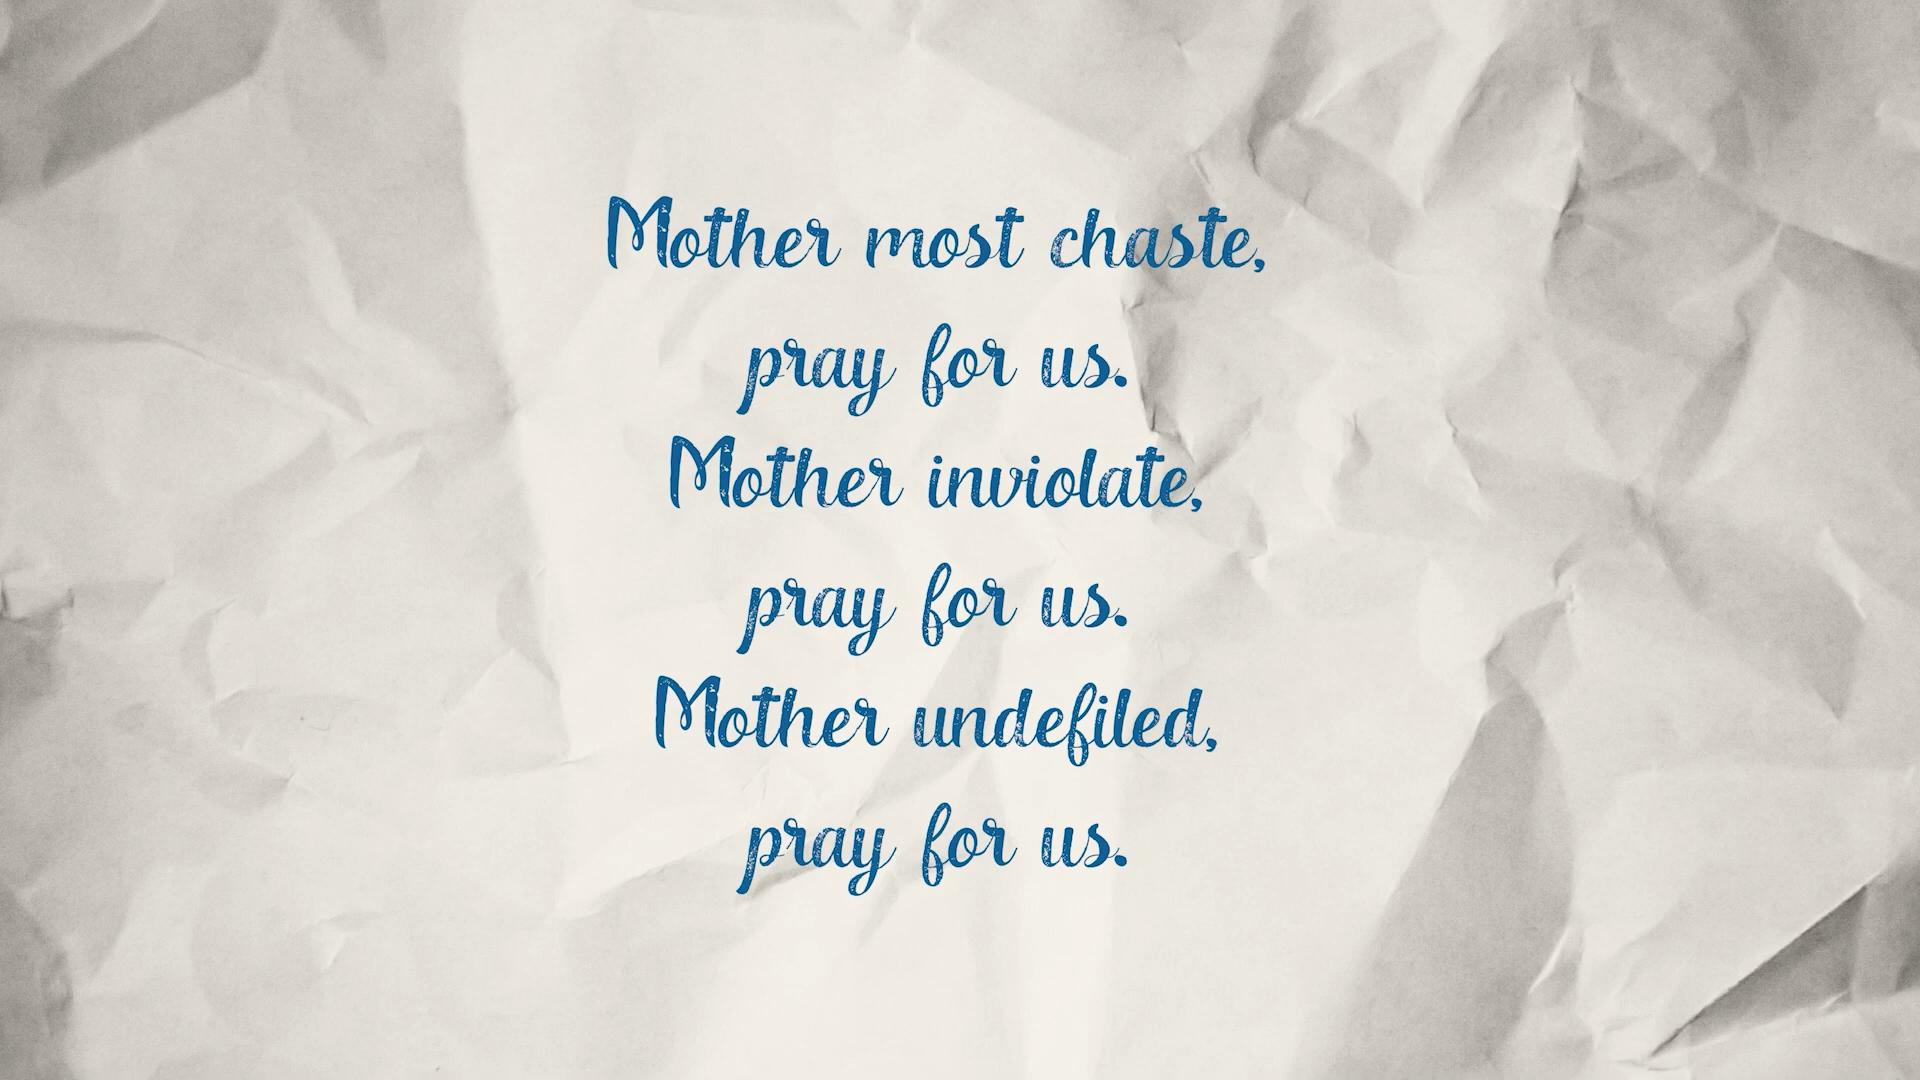 Mother most chaste,
pray for us.
Mother inviolate,
pray for us.
Mother undefiled,
pray for us.